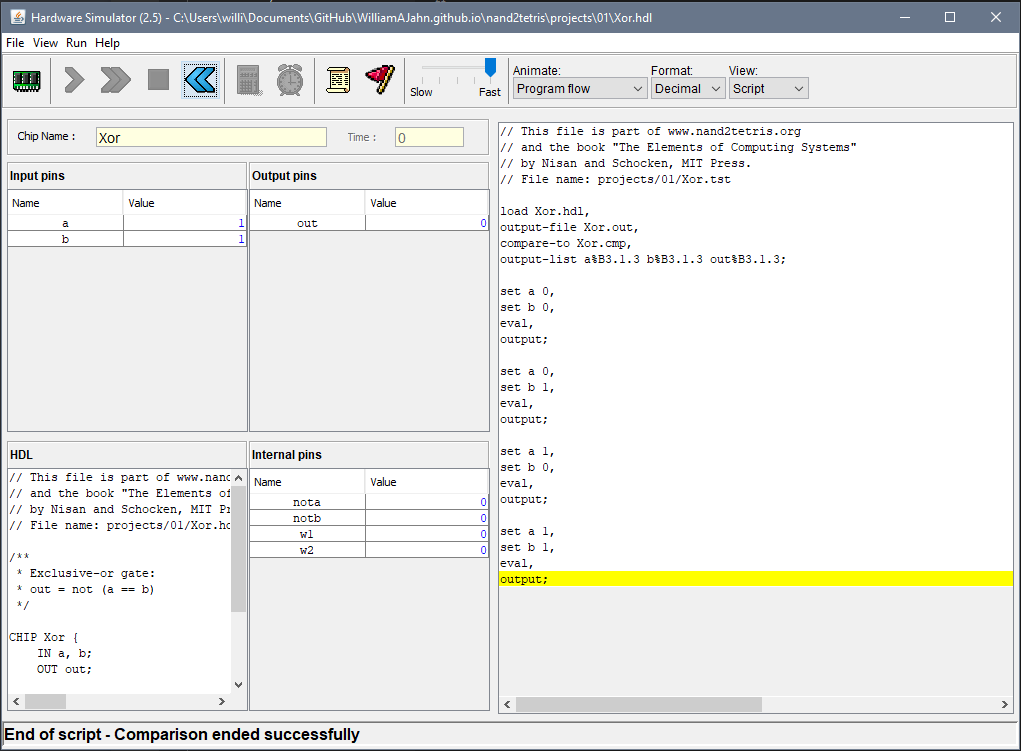 Hardware Simulator (2.5) - C:\Users\willi\Documents\GitHub\WilliamAJahn.github.io\nand2tetris\projects\01\Xor.hdl
File View Run Help
Slow Fast
Animate: Format: View:
Program flow Decimal Script
Chip Name : Xor Time : 0
Input pins
Name Value
a 1
b 1
Output pins
Name Value
out 0
HDL
// This file is part of www.nand
// and the book "The Elements of
// by Nisan and Schocken, MIT Pr
// File name: projects/01/Xor.hd
/**
* Exclusive-or gate:
* out = not (a == b)
*/
CHIP Xor {
IN a, b;
OUT out;
Internal pins
Name Value
nota 0
notb 0
w1 0
w2 0
// This file is part of www.nand2tetris.org
// and the book "The Elements of Computing Systems"
// by Nisan and Schocken, MIT Press.
// File name: projects/01/Xor.tst
load Xor.hdl,
output-file Xor.out,
compare-to Xor.cmp,
output-list a%B3.1.3 b%B3.1.3 out%B3.1.3;
set a 0,
set b 0,
eval,
output;
set a 0,
set b 1,
eval,
output;
set a 1,
set b 0,
eval,
output;
set a 1,
set b 1,
eval,
output;
End of script - Comparison ended successfully